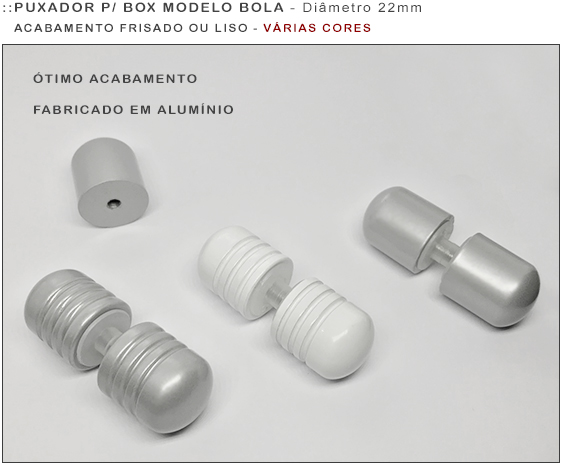 ::PUXADOR P/ BOX MODELO BOLA - Diâmetro 22mm
ACABAMENTO FRISADO OU LISO - VÁRIAS CORES
ÓTIMO ACABAMENTO
FABRICADO EM ALUMÍNIO